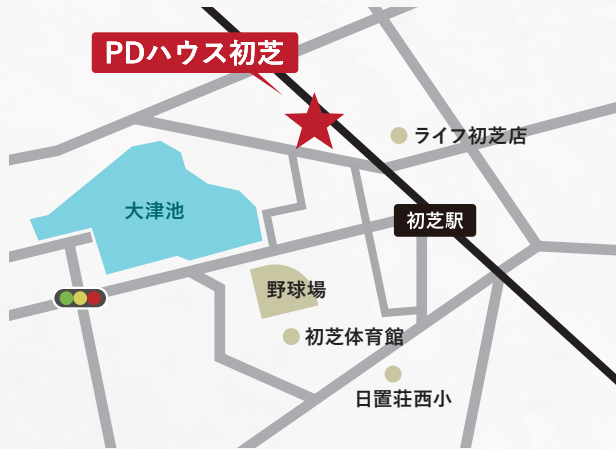 PDハウス初芝
ライフ初芝店
大津池
初芝駅
野球場
初芝体育館
日置荘西小